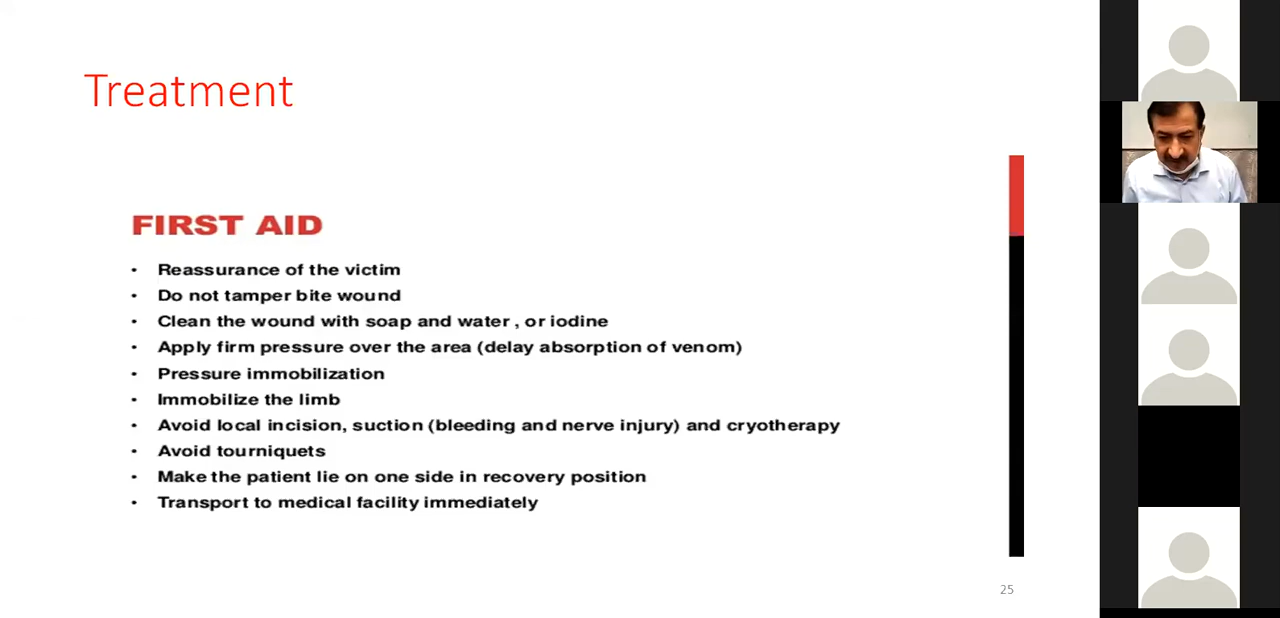 Treatment
FIRST AID
• Reassurance of the victim
• Do not tamper bite wound
• Clean the wound with soap and water , or iodine
• Apply firm pressure over the area (delay absorption of venom)
• Pressure immobilization
• Immobilize the limb
• Avoid local incision, suction (bleeding and nerve injury) and cryotherapy
• Avoid tourniquets
• Make the patient lie on one side in recovery position
• Transport to medical facility immediately
25